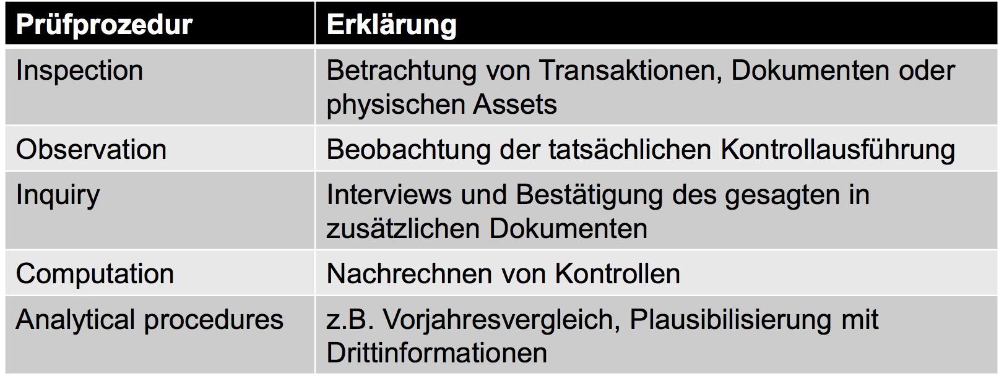 Prüfprozedur Erklärung
Inspection Betrachtung von Transaktionen, Dokumenten oder
physischen Assets
Observation Beobachtung der tatsächlichen Kontrollausführung
Inquiry Interviews und Bestätigung des gesagten in
zusätzlichen Dokumenten
Computation Nachrechnen von Kontrollen
Analytical procedures z.B. Vorjahresvergleich, Plausibilisierung mit
Drittinformationen